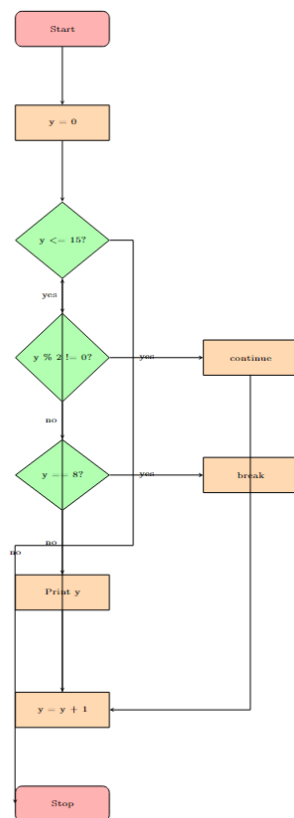 Start
y = 0
y <= 15?
yes
y % 2 != 0?
yes
continue
no
y == 8?
yes
break
no
no
Print y
y = y + 1
Stop